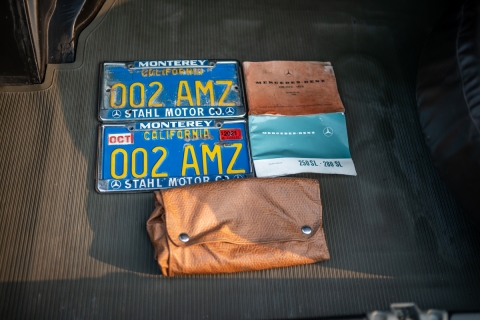 MONTEREY
CALIFORNIA
002 AMZ
STAHL MOTOR CO.
MONTEREY
OCT CALIFORNIA
002 AMZ
STAHL MOTOR CO.
MERCEDES-BENZ
MERCEDES-BENZ
250 SL - 280 SL